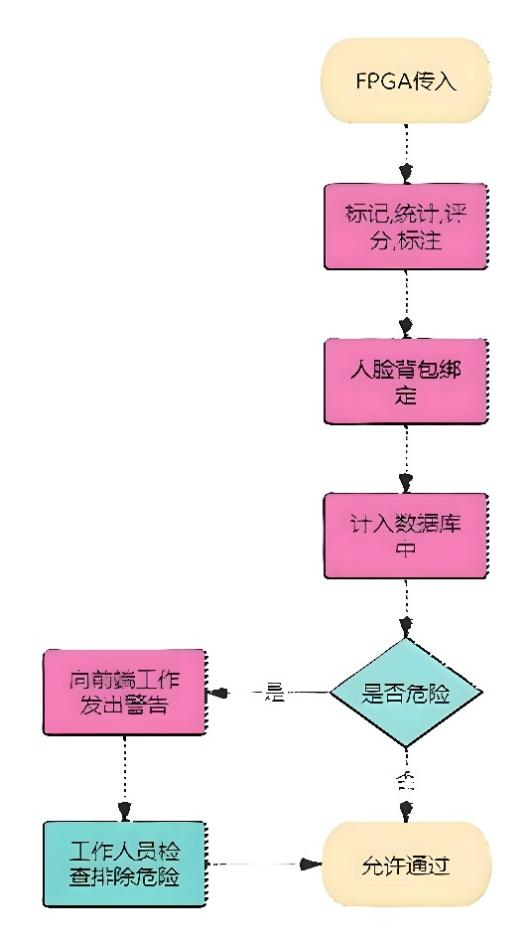 FPGA传入
标记,统计,评
分,标注
人脸背包绑
定
计入数据库
中
是否危险
是
向前端工作
发出警告
否
工作人员检
查排除危险
允许通过